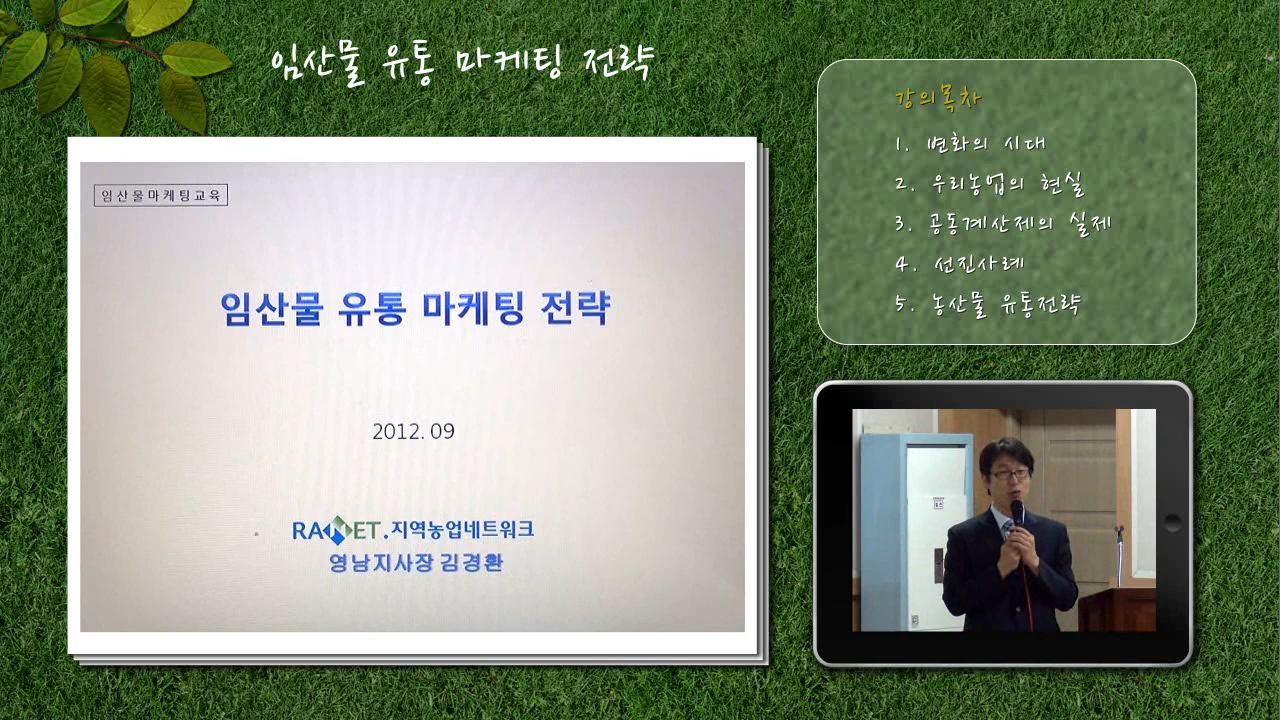 임산물 유통 마케팅 전략
임산물마케팅교육
임산물 유통 마케팅 전략
2012. 09
RANET.지역농업네트워크
영남지사장 김경환
강의목차
1. 변화의 시대
2. 우리농업의 현실
3. 공동계산제의 실제
4. 선진사례
5. 농산물 유통전략